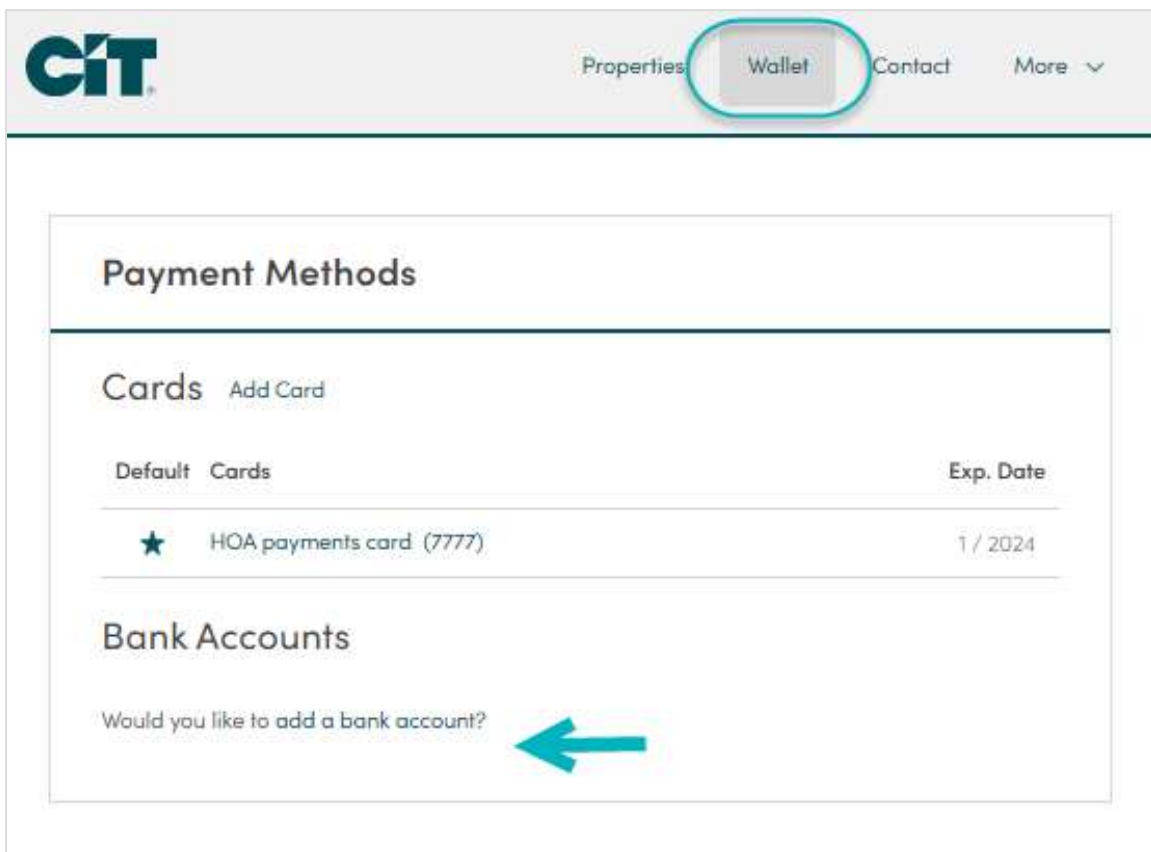 CIT
Properties Wallet Contact More
Payment Methods
Cards Add Card
Default Cards Exp. Date
HOA payments card (7777) 1 / 2024
Bank Accounts
Would you like to add a bank account?